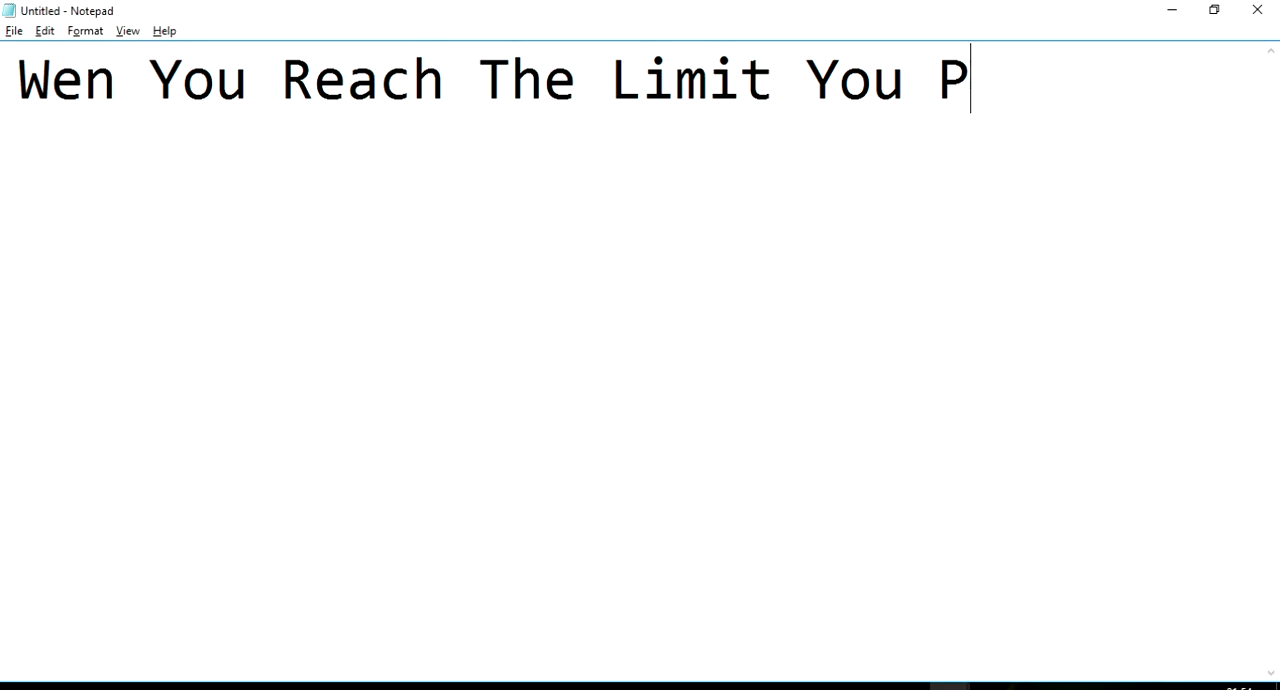 Untitled - Notepad
File Edit Format View Help
Wen You Reach The Limit You P